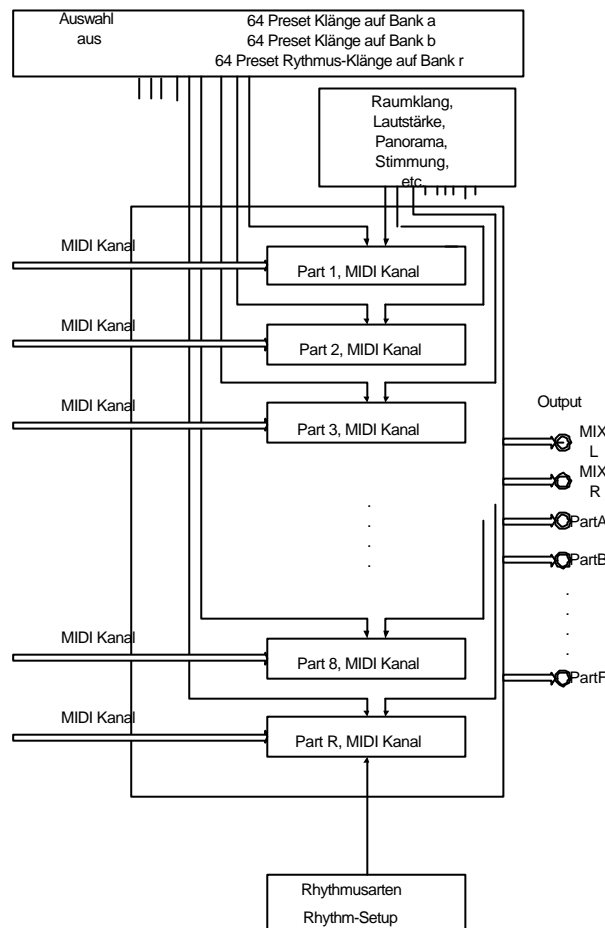 Auswahl
aus
64 Preset Klänge auf Bank a
64 Preset Klänge auf Bank b
64 Preset Rythmus-Klänge auf Bank r
Raumklang,
Lautstärke,
Panorama,
Stimmung,
etc.
MIDI Kanal
Part 1, MIDI Kanal
MIDI Kanal
Part 2, MIDI Kanal
MIDI Kanal
Part 3, MIDI Kanal
Output
MIX
L
MIX
R
PartA
PartB
MIDI Kanal
Part 8, MIDI Kanal
PartF
MIDI Kanal
Part R, MIDI Kanal
Rhythmusarten
Rhythm-Setup